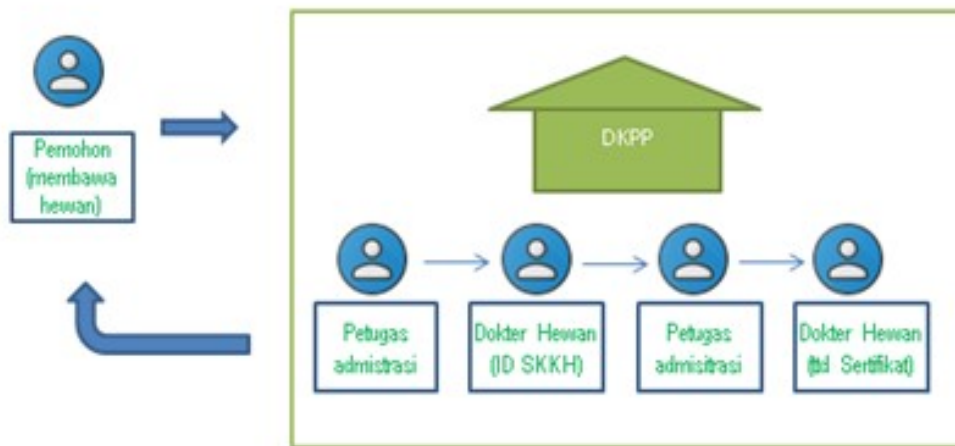 Pemohon
(membawa
hewan)
DKPP
Petugas
admistrasi
Dokter Hewan
(ID SKKH)
Petugas
admisitrasi
Dokter Hewan
(ttd Sertifikat)